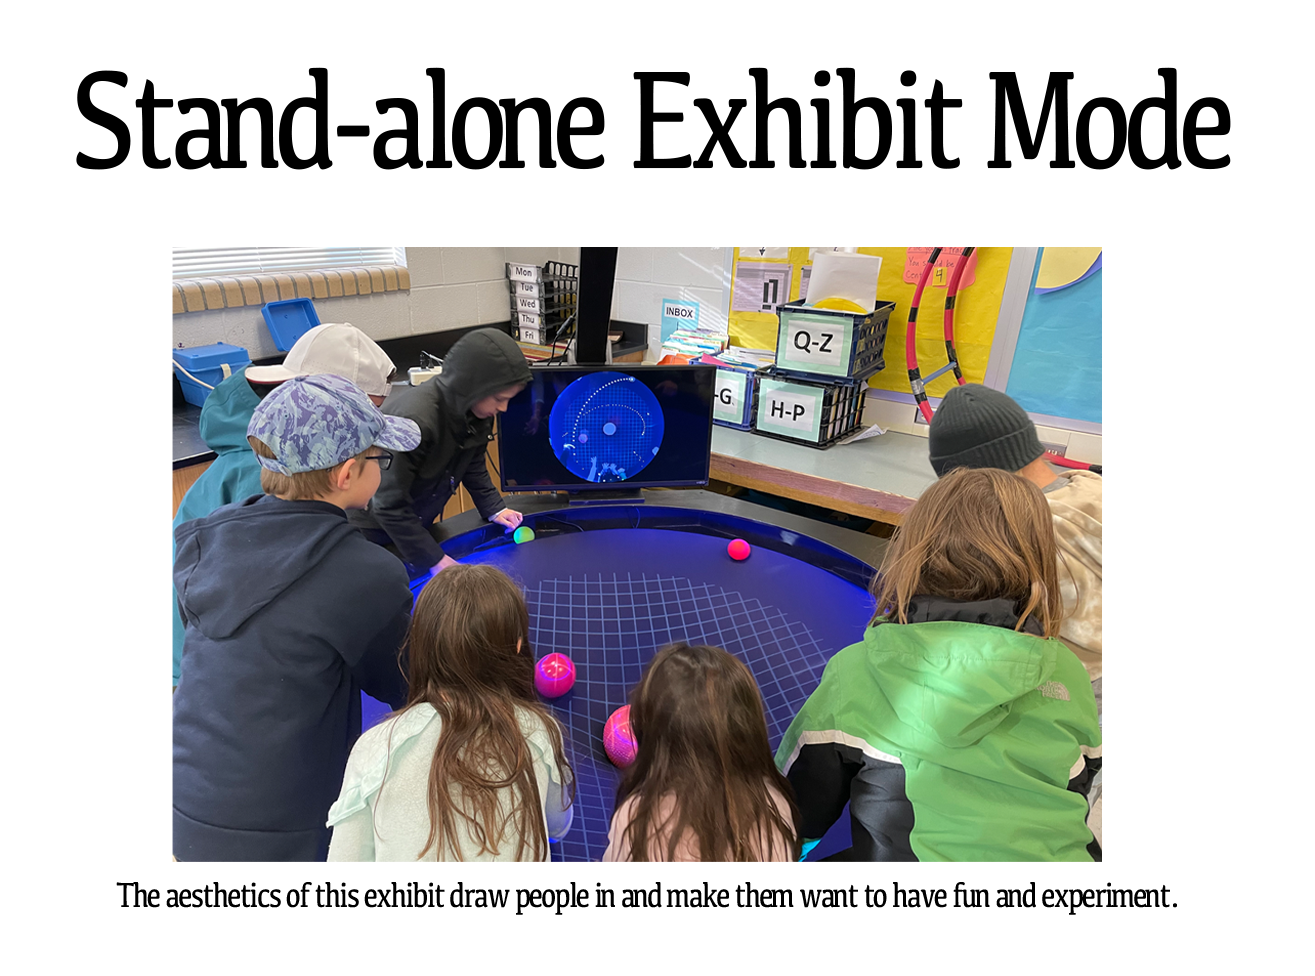 Stand-alone Exhibit Mode
Mon
Tue
Wed
Thu
Fri
INBOX
Q-Z
-G
H-P
4
The aesthetics of this exhibit draw people in and make them want to have fun and experiment.